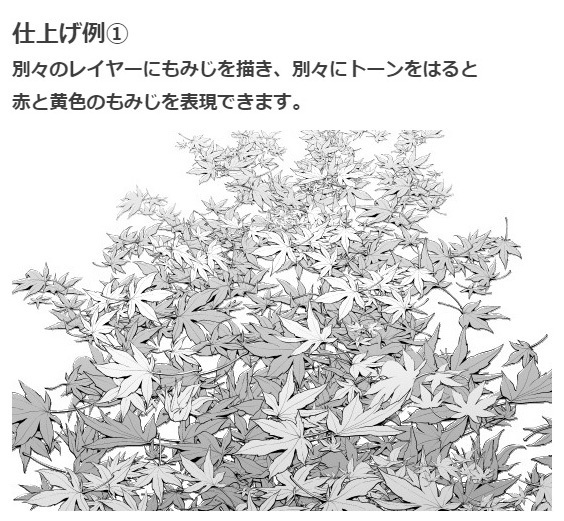 仕上げ例①
別々のレイヤーにもみじを描き、別々にトーンをはると
赤と黄色のもみじを表現できます。